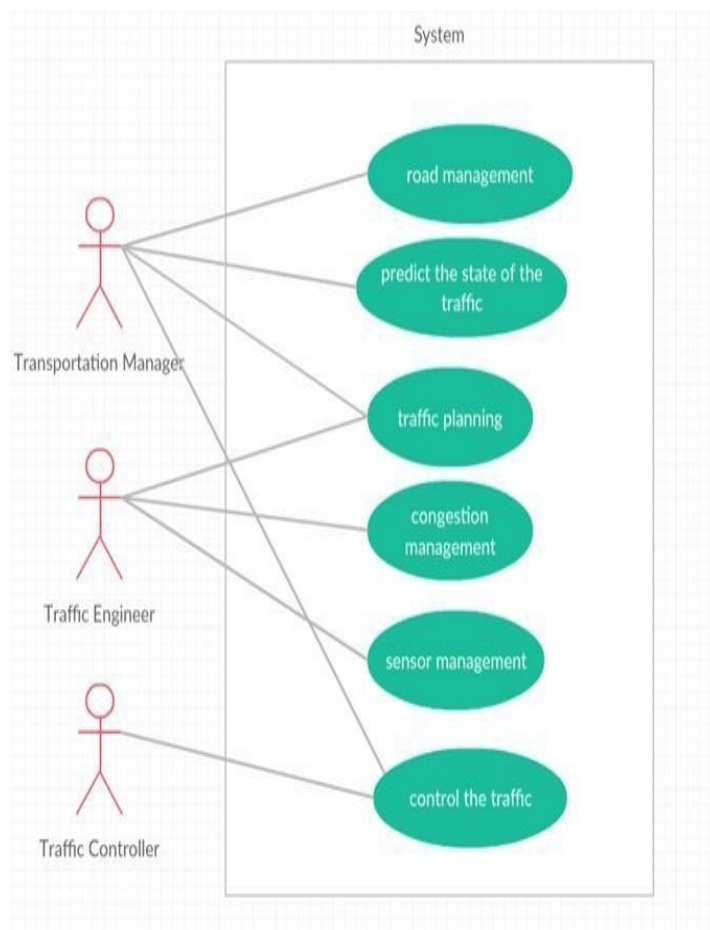 System
road management
predict the state of the
traffic
Transportation Manager
traffic planning
congestion
management
Traffic Engineer
sensor management
control the traffic
Traffic Controller